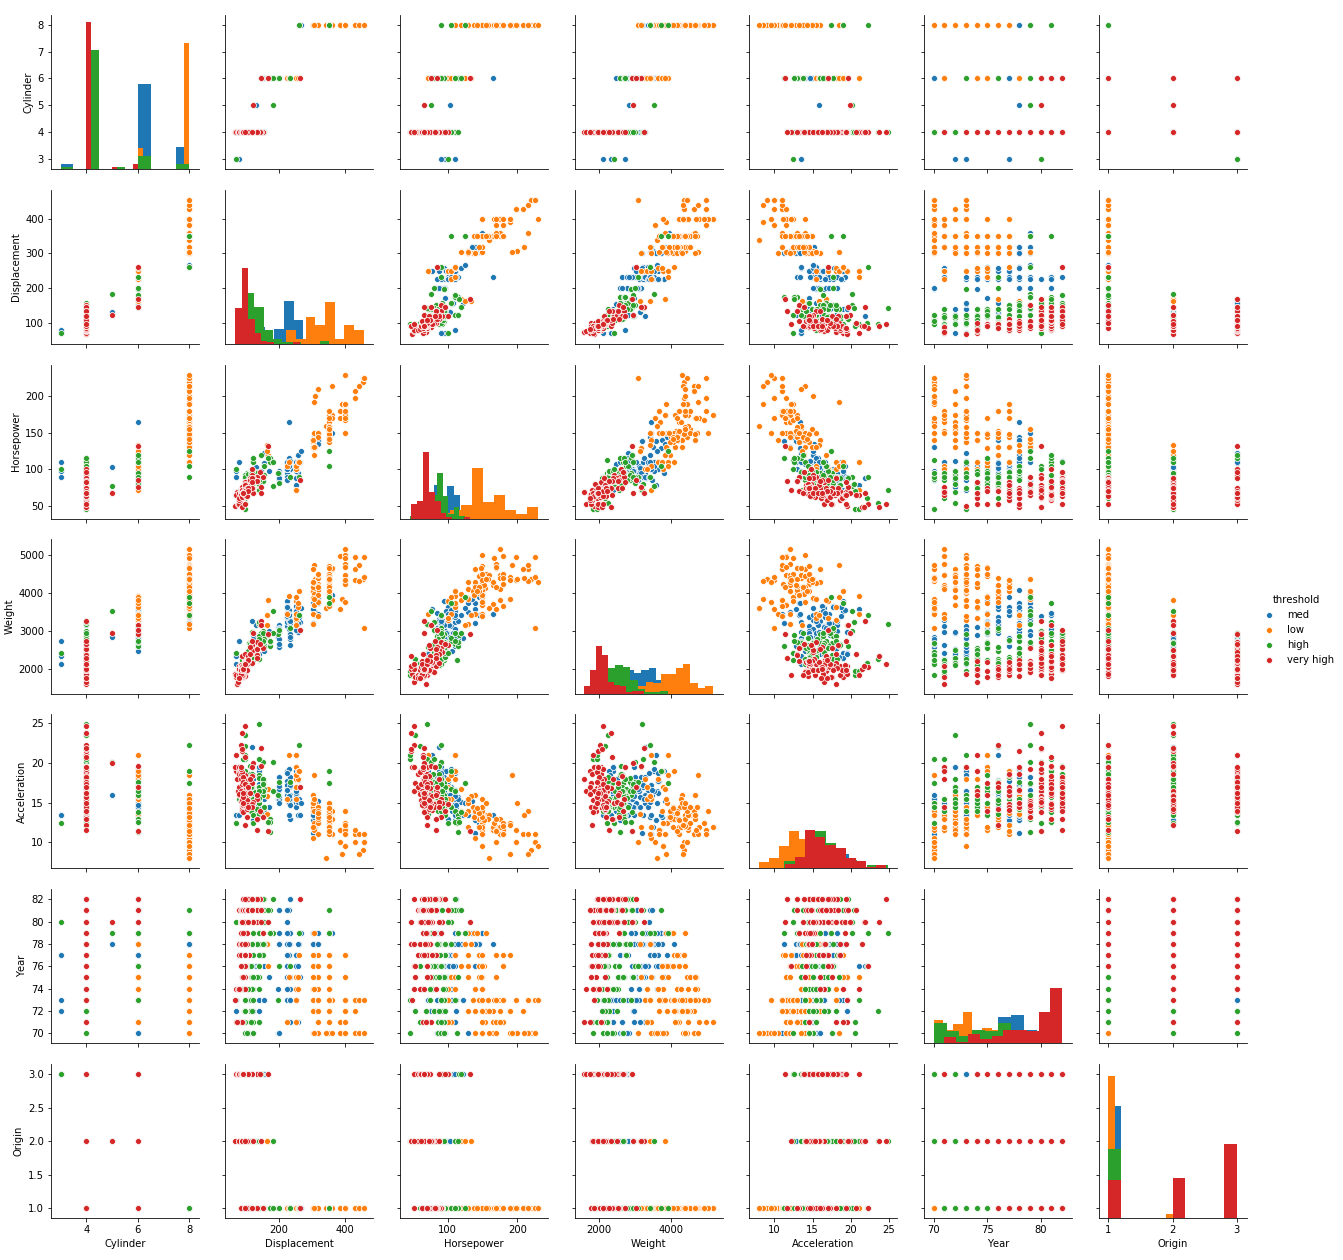 8
7
6
5
4
3
Cylinder
400
300
200
100
Displacement
200
150
100
50
Horsepower
5000
4000
3000
2000
Weight
threshold
med
low
high
very high
25
20
15
10
Acceleration
82
80
78
76
74
72
70
Year
3.0
2.5
2.0
1.5
1.0
Origin
4 6 8 200 400 100 200 2000 4000 10 15 20 25 70 75 80 1 2 3
Cylinder Displacement Horsepower Weight Acceleration Year Origin